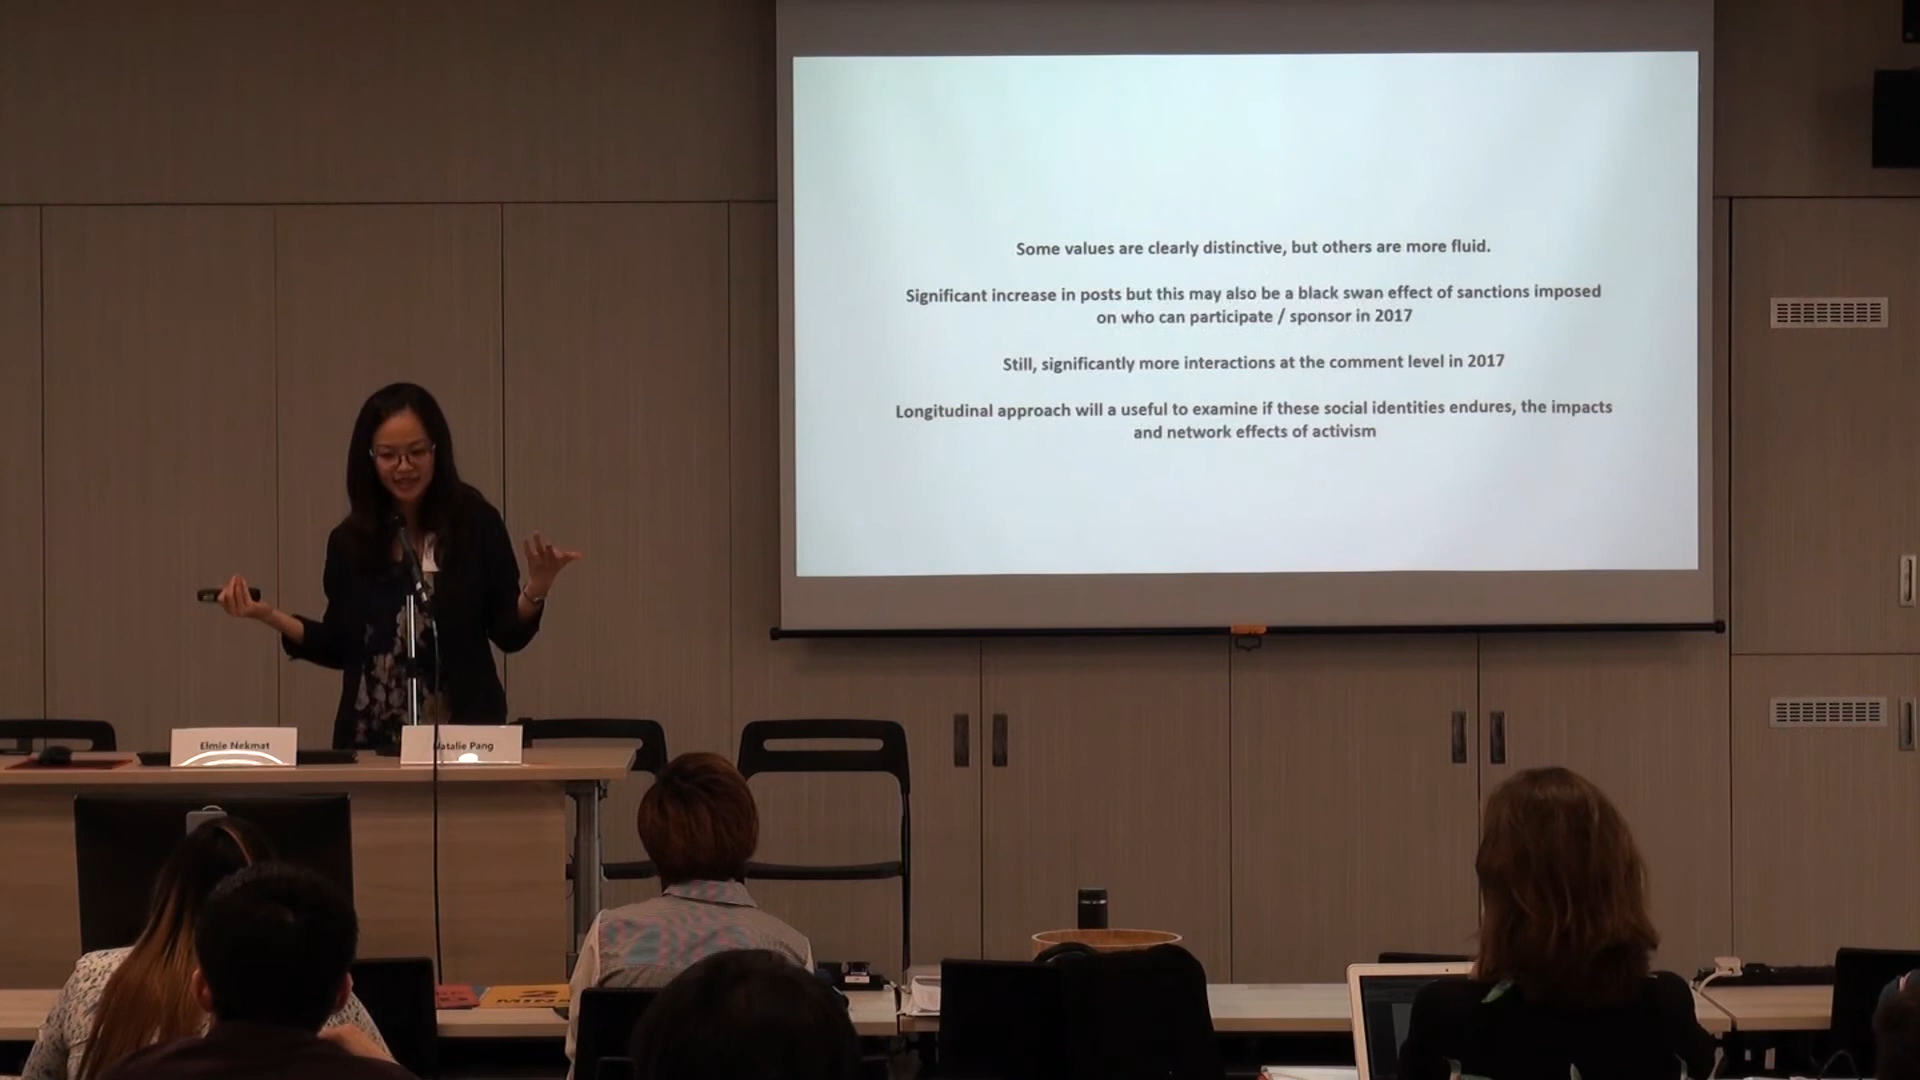 Some values are clearly distinctive, but others are more fluid.
Significant increase in posts but this may also be a black swan effect of sanctions imposed
on who can participate / sponsor in 2017
Still, significantly more interactions at the comment level in 2017
Longitudinal approach will a useful to examine if these social identities endures, the impacts
and network effects of activism
Elmie Nekmat
Natalie Pang
2
MINS